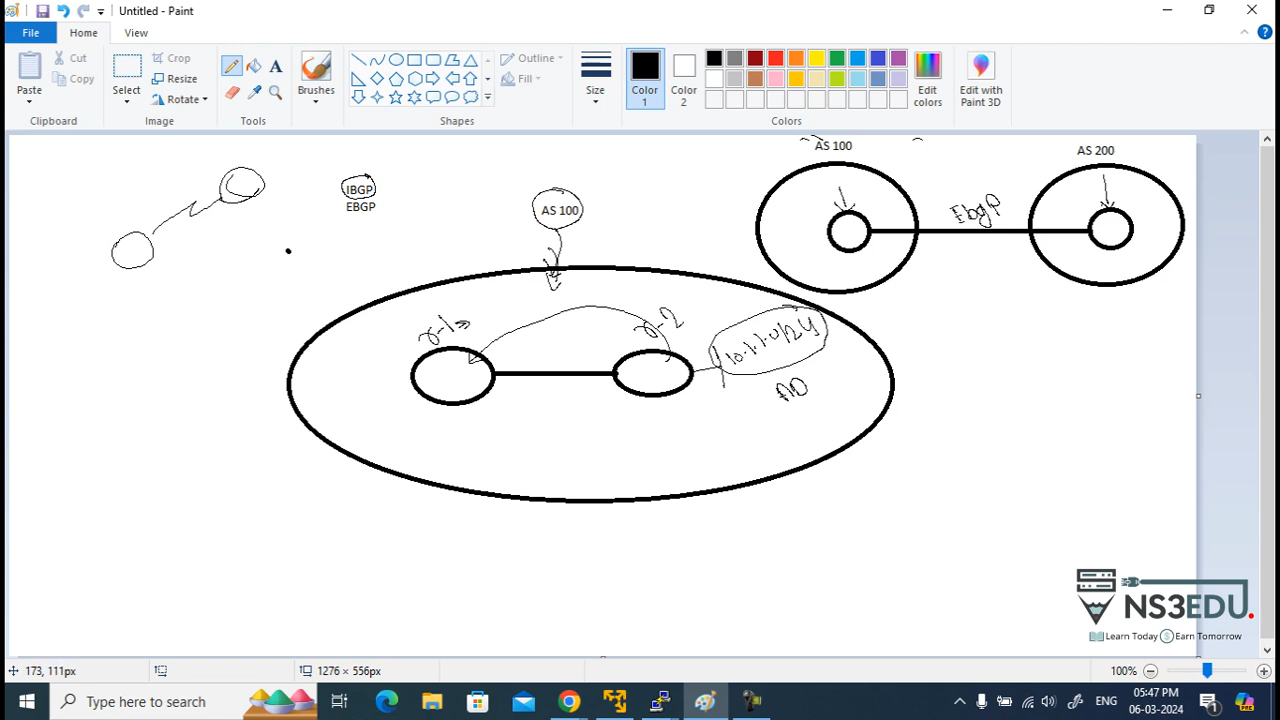 Untitled - Paint
File
Home
View
Paste
Cut
Copy
Clipboard
Select
Crop
Resize
Rotate
Image
Tools
Brushes
Shapes
Outline
Fill
Size
Color 1
Color 2
Edit colors
Colors
Edit with Paint 3D
AS 100
AS 200
IBGP
EBGP
AS 100
EbgP
r-1
r-2
10.1.1.0/24
AD
NS3EDU.
Learn Today $ Earn Tomorrow
173, 111px
1276 × 556px
100%
Type here to search
ENG
05:47 PM
06-03-2024
1